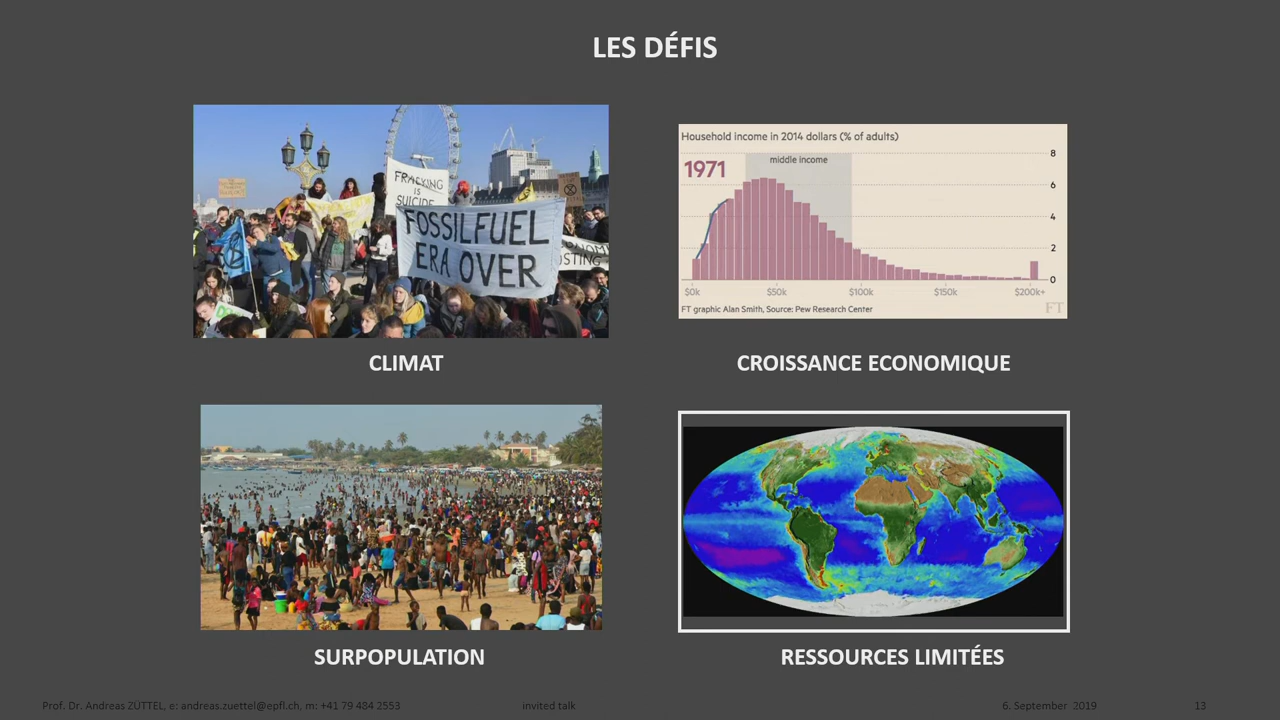 LES DÉFIS
FRACKING
IS
SUICIDE
FOSSIL FUEL
ERA OVER
Household income in 2014 dollars (% of adults)
1971
middle income
8
6
4
2
0
$0k
$50k
$100k
$150k
$200k+
FT graphic Alan Smith, Source: Pew Research Center
FT
CLIMAT
CROISSANCE ECONOMIQUE
SURPOPULATION
RESSOURCES LIMITÉES
Prof. Dr. Andreas ZÜTTEL, e: andreas.zuettel@epfl.ch, m: +41 79 484 2553
invited talk
6. September 2019
13